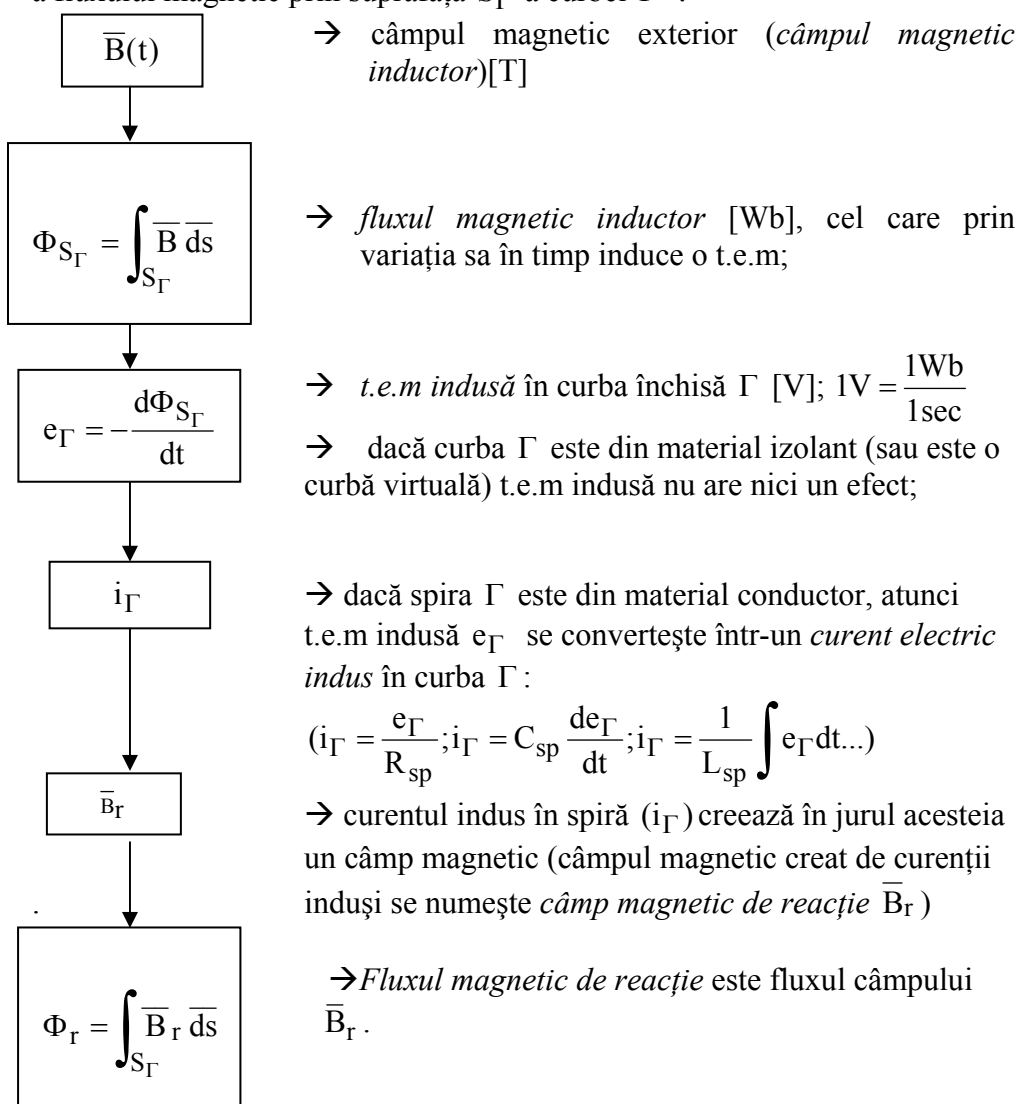 a fluxului magnetic prin suprafaţa S_Γ a curbei Γ .
B̅(t)
→ câmpul magnetic exterior (câmpul magnetic
inductor)[T]
Φ_{S_Γ} = ∫_{S_Γ} B̅ d̅s̅
→ fluxul magnetic inductor [Wb], cel care prin
variaţia sa în timp induce o t.e.m;
e_Γ = − dΦ_{S_Γ} / dt
→ t.e.m indusă în curba închisă Γ [V]; 1V = 1Wb / 1sec
→ dacă curba Γ este din material izolant (sau este o
curbă virtuală) t.e.m indusă nu are nici un efect;
i_Γ
→ dacă spira Γ este din material conductor, atunci
t.e.m indusă e_Γ se converteşte într-un curent electric
indus în curba Γ :
(i_Γ = e_Γ / R_sp ; i_Γ = C_sp de_Γ / dt ; i_Γ = 1 / L_sp ∫ e_Γ dt...)
B̅_r
→ curentul indus în spiră (i_Γ) creează în jurul acesteia
un câmp magnetic (câmpul magnetic creat de curenţii
induşi se numeşte câmp magnetic de reacţie B̅_r )
.
Φ_r = ∫_{S_Γ} B̅_r d̅s̅
→Fluxul magnetic de reacţie este fluxul câmpului
B̅_r .